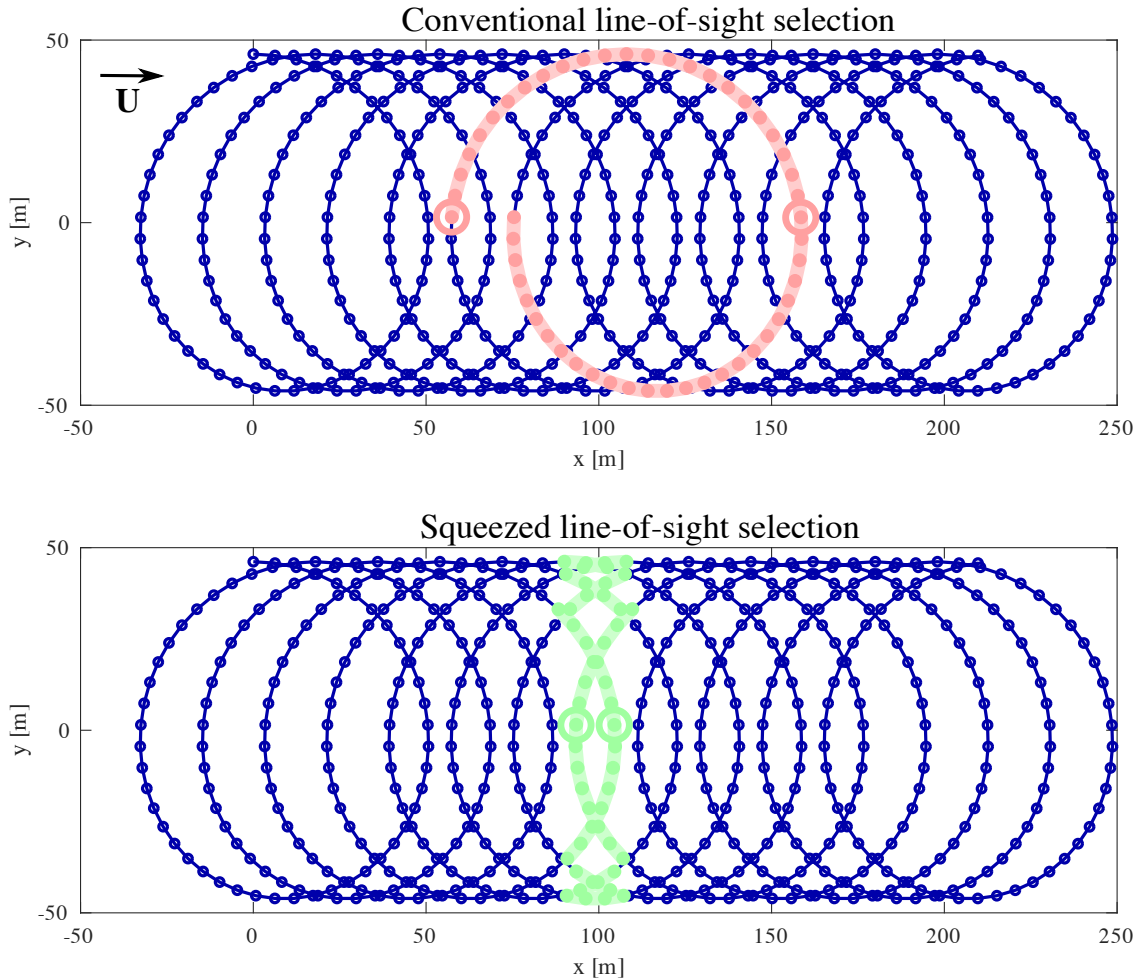 Conventional line-of-sight selection
50
U
0
y [m]
-50
-50 0 50 100 150 200 250
x [m]
Squeezed line-of-sight selection
50
0
y [m]
-50
-50 0 50 100 150 200 250
x [m]